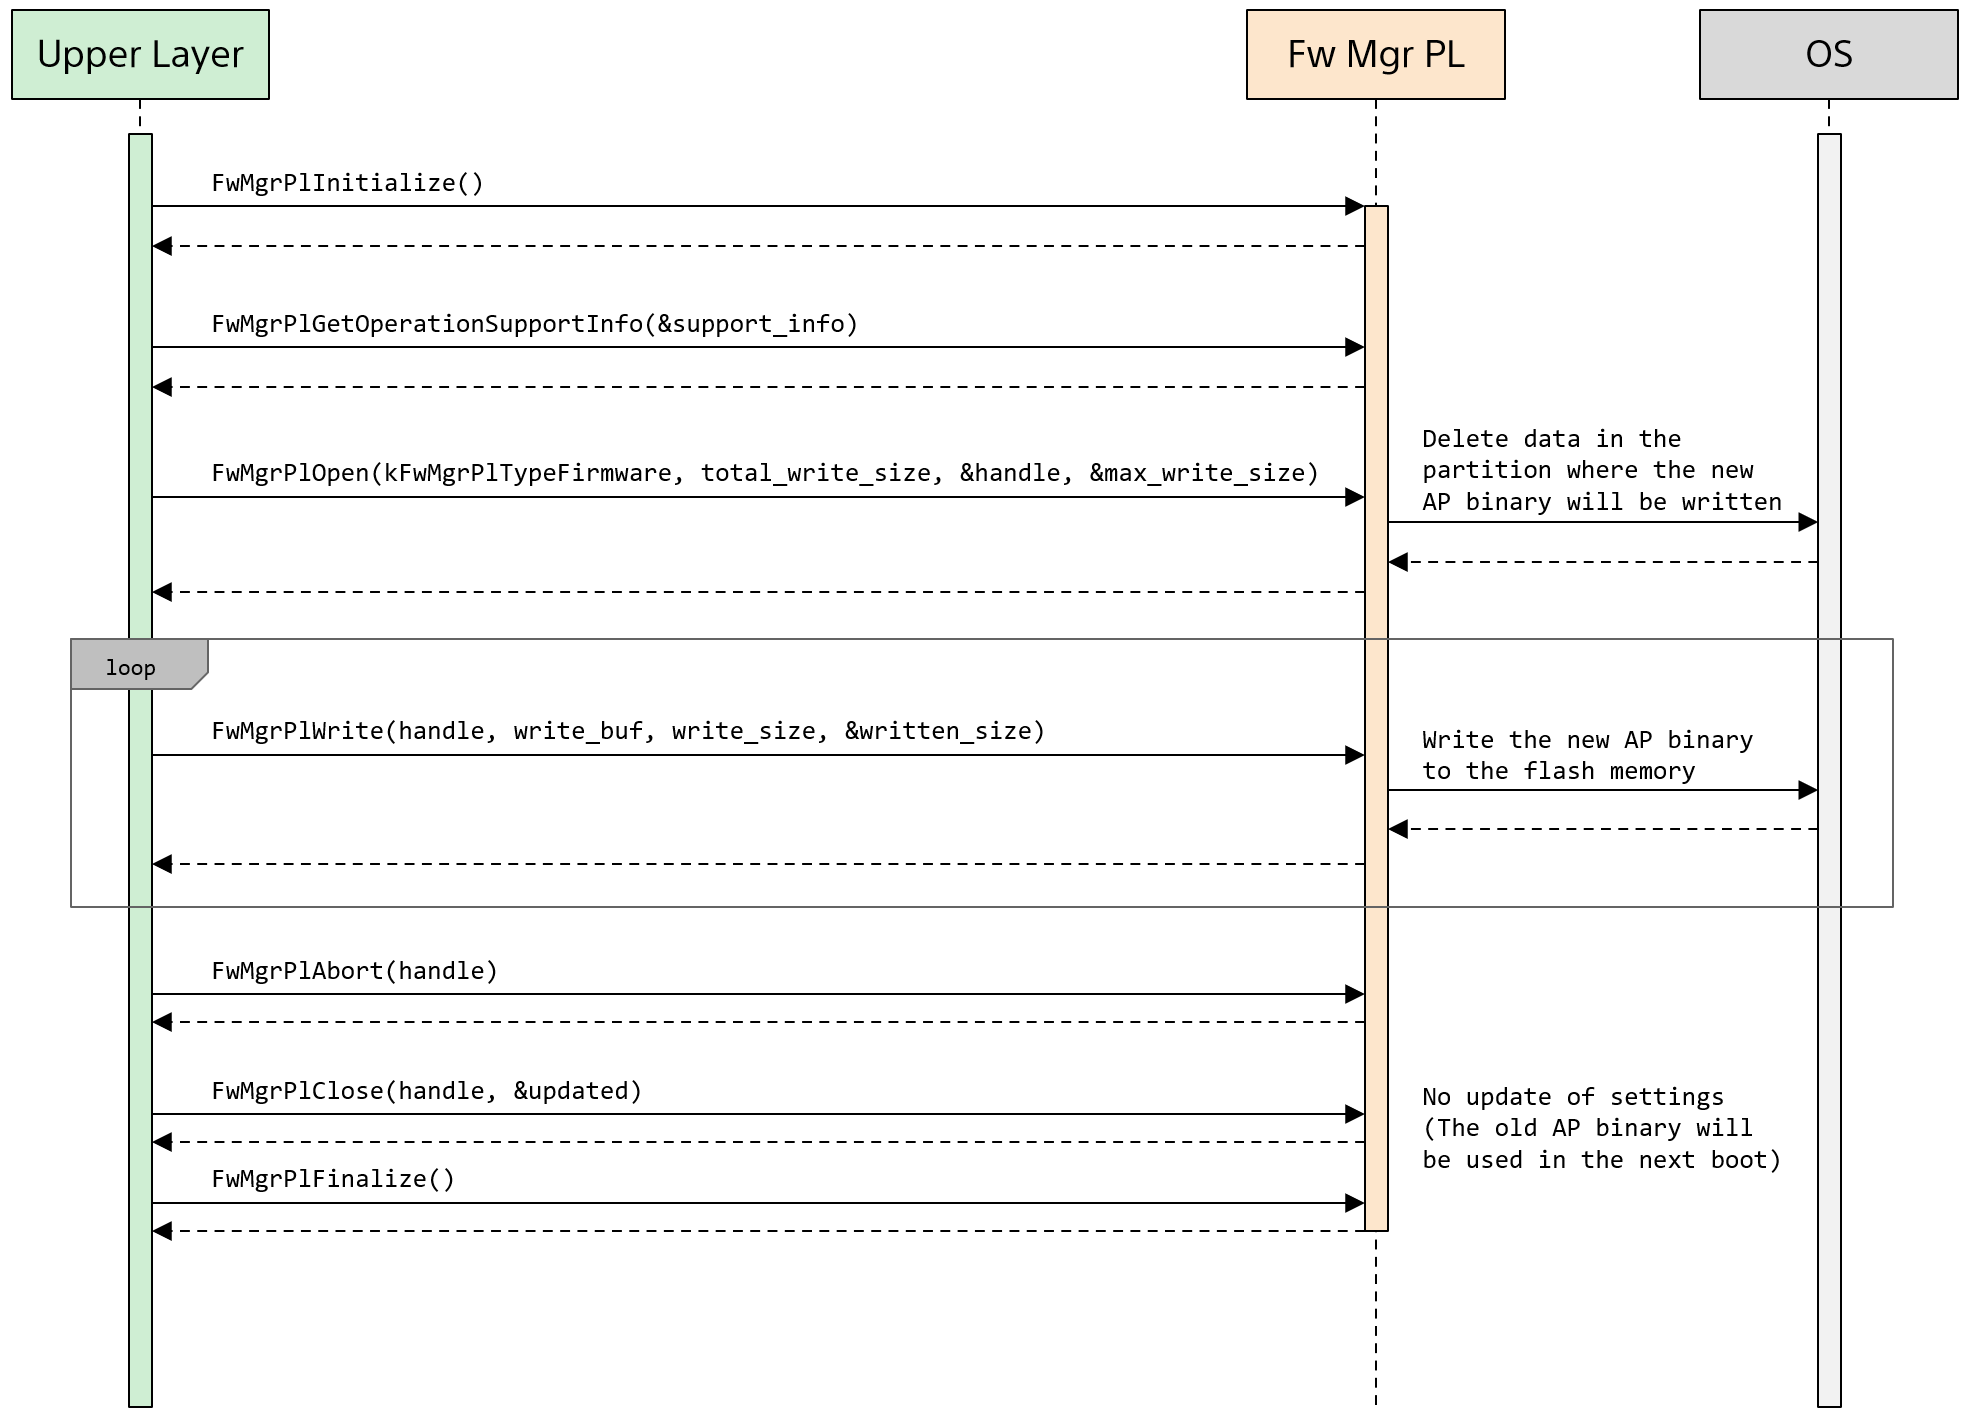 Upper Layer
Fw Mgr PL
OS
FwMgrPlInitialize()
FwMgrPlGetOperationSupportInfo(&support_info)
FwMgrPlOpen(kFwMgrPlTypeFirmware, total_write_size, &handle, &max_write_size)
Delete data in the
partition where the new
AP binary will be written
loop
FwMgrPlWrite(handle, write_buf, write_size, &written_size)
Write the new AP binary
to the flash memory
FwMgrPlAbort(handle)
FwMgrPlClose(handle, &updated)
No update of settings
(The old AP binary will
be used in the next boot)
FwMgrPlFinalize()